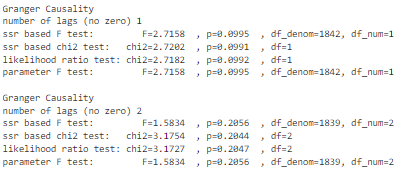 Granger Causality
number of lags (no zero) 1
ssr based F test:         F=2.7158  , p=0.0995  , df_denom=1842, df_num=1
ssr based chi2 test:   chi2=2.7202  , p=0.0991  , df=1
likelihood ratio test: chi2=2.7182  , p=0.0992  , df=1
parameter F test:         F=2.7158  , p=0.0995  , df_denom=1842, df_num=1

Granger Causality
number of lags (no zero) 2
ssr based F test:         F=1.5834  , p=0.2056  , df_denom=1839, df_num=2
ssr based chi2 test:   chi2=3.1754  , p=0.2044  , df=2
likelihood ratio test: chi2=3.1727  , p=0.2047  , df=2
parameter F test:         F=1.5834  , p=0.2056  , df_denom=1839, df_num=2